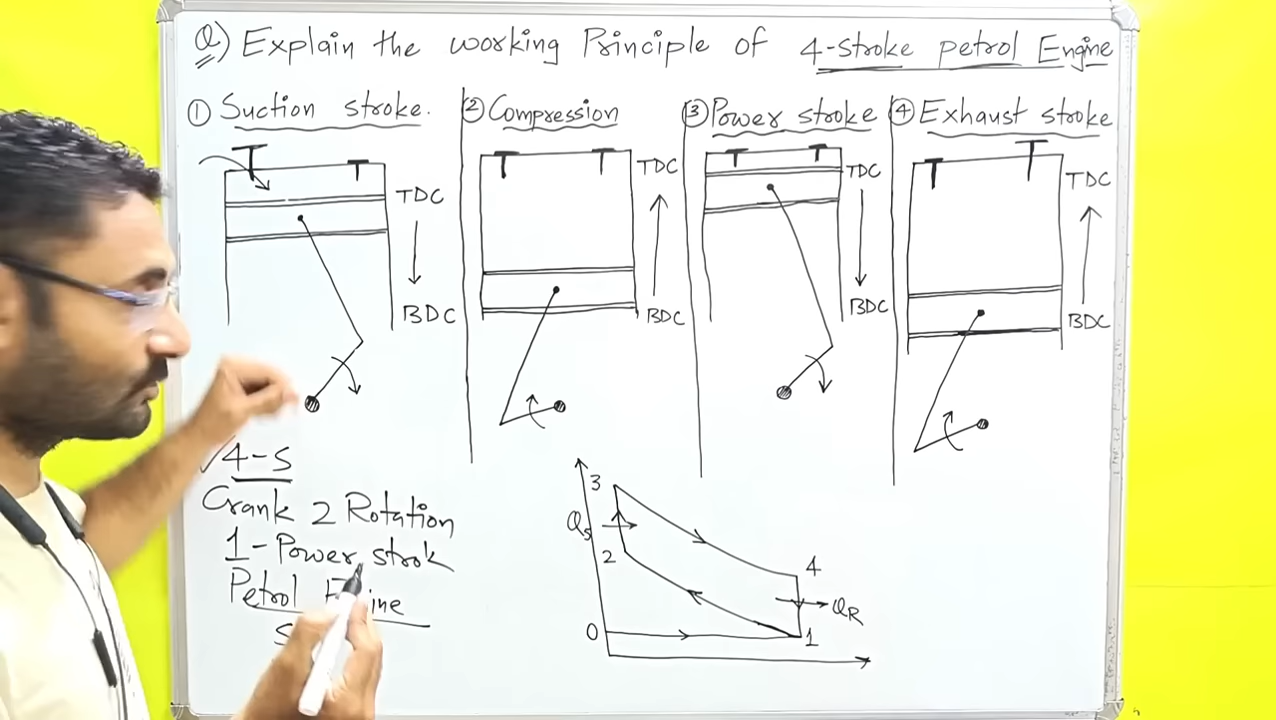 Q) Explain the working Principle of 4-stroke petrol Engine
① Suction stroke.
TDC
BDC
② Compression
TDC
BDC
③ Power stroke
TDC
BDC
④ Exhaust stroke
TDC
BDC
✓4-S
Crank 2 Rotation
1-Power strok
Petrol
S
3
Qs
2
0
4
QR
1